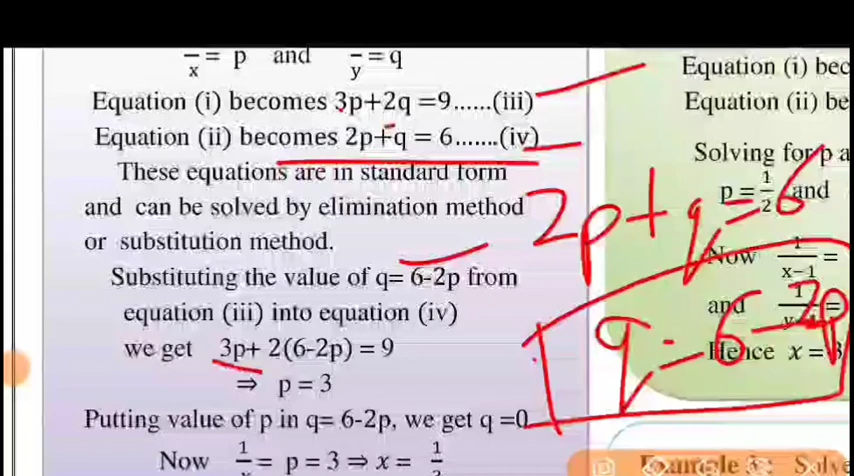 1/x = p and 1/y = q
Equation (i) becomes 3p+2q =9......(iii)
Equation (ii) becomes 2p+q = 6.......(iv)
These equations are in standard form
and can be solved by elimination method
or substitution method.
Substituting the value of q= 6-2p from
equation (iii) into equation (iv)
we get 3p+ 2(6-2p) = 9
⇒ p = 3
Putting value of p in q= 6-2p, we get q =0
Now 1/x = p = 3 ⇒ x = 1/3
2p+q=6
q=6-2p
Equation (i)
Equation (ii)
Solving for p
p = 1/2 and
Now 1/x−1 =
and
Hence x =
Example 3: